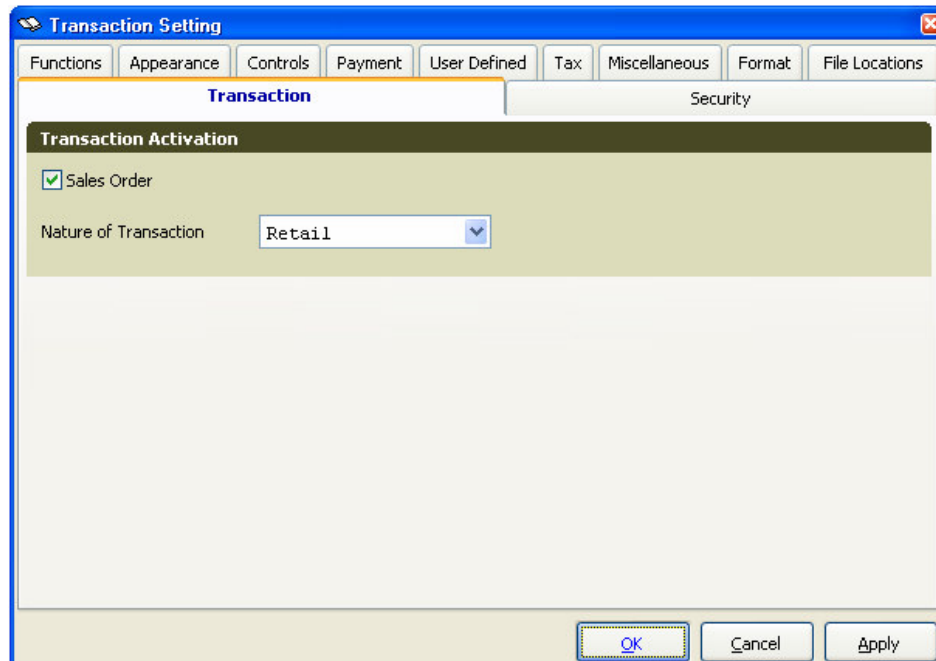 Transaction Setting
Functions Appearance Controls Payment User Defined Tax Miscellaneous Format File Locations
Transaction Security
Transaction Activation
Sales Order
Nature of Transaction Retail
OK Cancel Apply